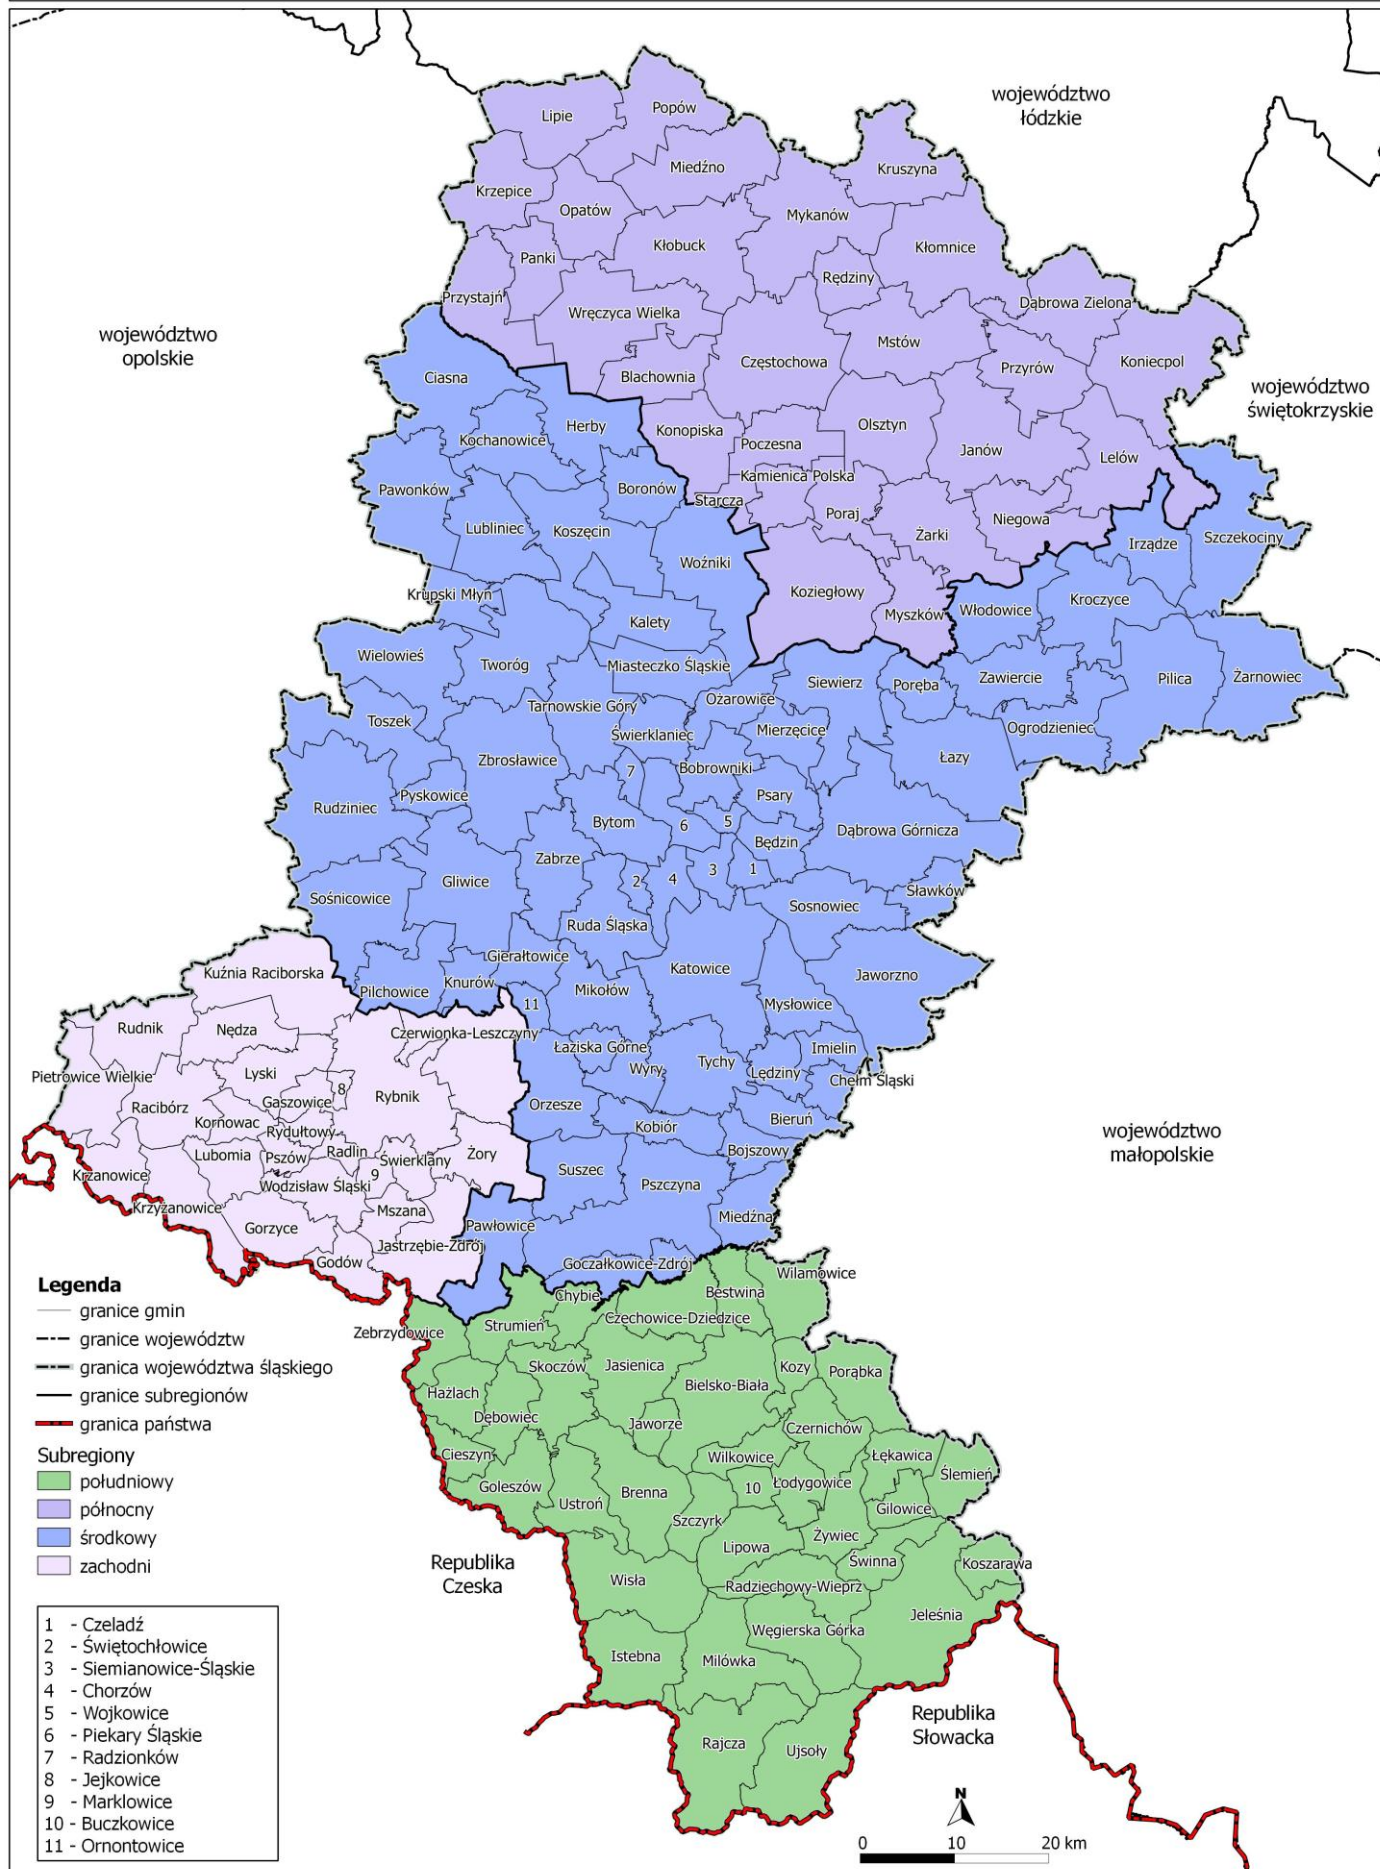 województwo
łódzkie
Lipie
Popów
Miedźno
Kruszyna
Krzepice
Opatów
Mykanów
Kłobuck
Kłomnice
Panki
Rędziny
Przystajń
Dąbrowa Zielona
Wręczyca Wielka
województwo
opolskie
Mstów
Częstochowa
Przyrów
Koniecpol
Ciasna
Blachownia
województwo
świętokrzyskie
Herby
Konopiska
Olsztyn
Kochanowice
Poczesna
Janów
Lelów
Pawonków
Boronów
Kamienica Polska
Starcza
Lubliniec
Koszęcin
Poraj
Niegowa
Żarki
Irządze
Szczekociny
Woźniki
Krupski Młyn
Koziegłowy
Kroczyce
Włodowice
Myszków
Kalety
Wielowieś
Tworóg
Miasteczko Śląskie
Siewierz
Poręba
Zawiercie
Pilica
Żarnowiec
Ożarowice
Tarnowskie Góry
Toszek
Świerklaniec
Mierzęcice
Ogrodzieniec
Zbrosławice
Łazy
7
Bobrowniki
Pyskowice
Psary
Rudziniec
Bytom
6
5
Dąbrowa Górnicza
Będzin
Zabrze
Gliwice
2
4
3
1
Sławków
Sośnicowice
Sosnowiec
Ruda Śląska
Gierałtowice
Kuźnia Raciborska
Katowice
Jaworzno
Pilchowice
Knurów
Mikołów
11
Mysłowice
Rudnik
Nędza
Czerwionka-Leszczyny
Łaziska Górne
Imielin
Tychy
Wyry
Lędziny
Chełm Śląski
Pietrowice Wielkie
Lyski
8
Rybnik
Gaszowice
Racibórz
Orzesze
Kornowac
Bieruń
Rydułtowy
Kobiór
województwo
małopolskie
Lubomia
Pszów
Radlin
Świerklany
Żory
Bojszowy
Krzanowice
Wodzisław Śląski
9
Suszec
Pszczyna
Krzyżanowice
Mszana
Gorzyce
Pawłowice
Miedźna
Jastrzębie-Zdrój
Godów
Goczałkowice-Zdrój
Wilamowice
Bestwina
Chybie
Legenda
granice gmin
granice województw
granica województwa śląskiego
granice subregionów
granica państwa
Subregiony
południowy
północny
środkowy
zachodni
Zebrzydowice
Strumień
Czechowice-Dziedzice
Skoczów
Jasienica
Kozy
Porąbka
Bielsko-Biała
Hażlach
Dębowiec
Jaworze
Czernichów
Cieszyn
Wilkowice
Łękawica
Ślemień
Goleszów
Brenna
10
Łodygowice
Ustroń
Gilowice
Szczyrk
Żywiec
Lipowa
Republika
Czeska
Świnna
Koszarawa
Wisła
Radziechowy-Wieprz
Jeleśnia
Węgierska Górka
Istebna
Milówka
Republika
Słowacka
Rajcza
Ujsoły
1 - Czeladź
2 - Świętochłowice
3 - Siemianowice-Śląskie
4 - Chorzów
5 - Wojkowice
6 - Piekary Śląskie
7 - Radzionków
8 - Jejkowice
9 - Marklowice
10 - Buczkowice
11 - Ornontowice
N
0 10 20 km